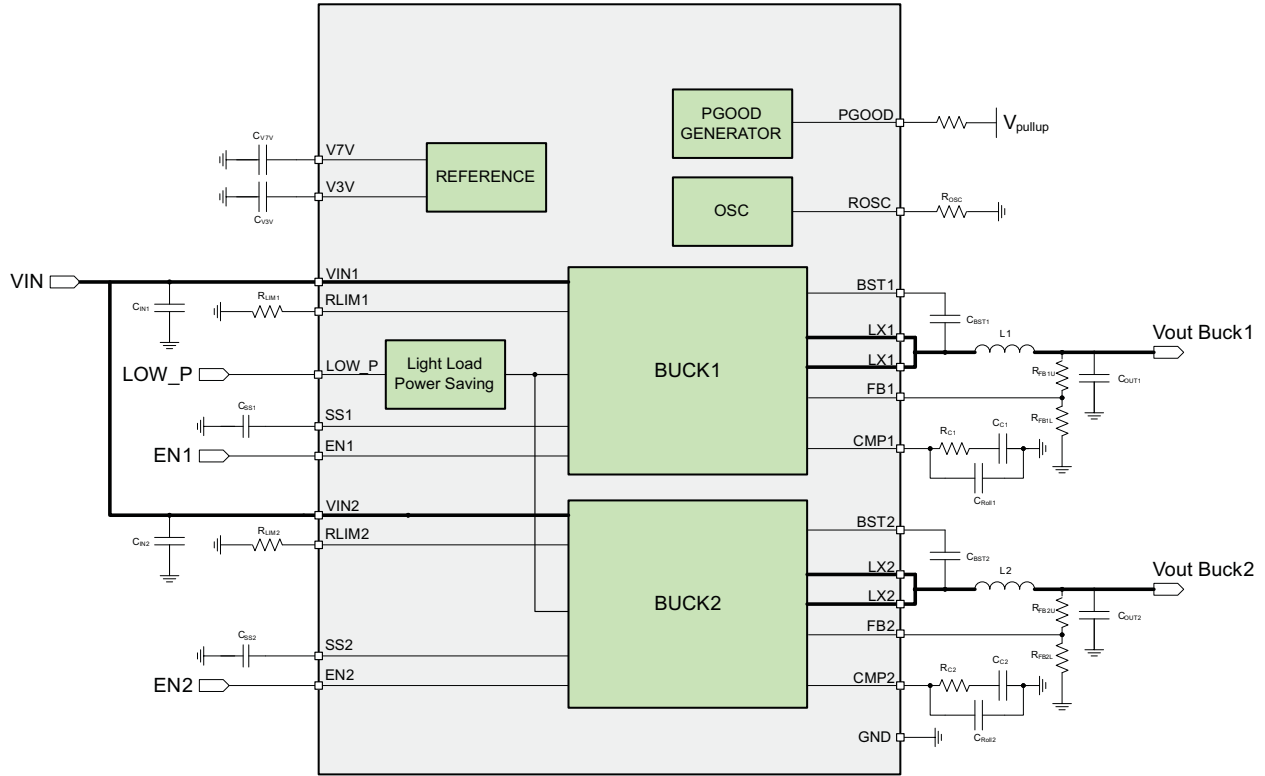 PGOOD
GENERATOR
PGOOD
Vpullup
CV7V
V7V
V3V
CV3V
REFERENCE
OSC
ROSC
ROSC
VIN
VIN1
CIN1
RLIM1
RLIM1
LOW_P
LOW_P
Light Load
Power Saving
CSS1
SS1
EN1
EN1
BUCK1
BST1
CBST1
LX1
LX1
L1
Vout Buck1
FB1
RFB1U
RFB1L
COUT1
CMP1
RC1
CC1
CRoll1
VIN2
CIN2
RLIM2
RLIM2
CSS2
SS2
EN2
EN2
BUCK2
BST2
CBST2
LX2
LX2
L2
Vout Buck2
FB2
RFB2U
RFB2L
COUT2
CMP2
RC2
CC2
CRoll2
GND